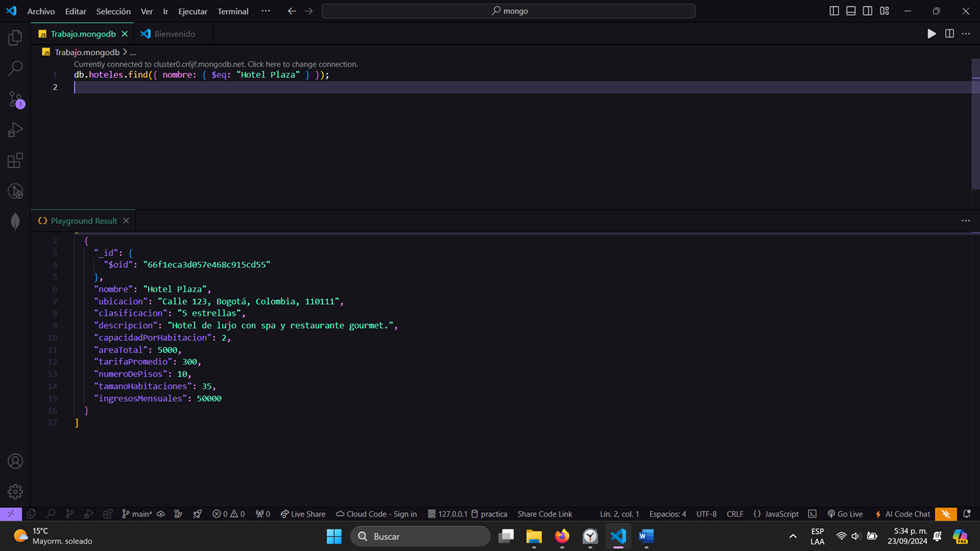 Archivo Editar Selección Ver Ir Ejecutar Terminal ··· mongo
Trabajo.mongodb Bienvenido
Trabajo.mongodb > ...
Currently connected to cluster0.cr6jf.mongodb.net. Click here to change connection.
1 db.hoteles.find({ nombre: { $eq: "Hotel Plaza" } });
2
1
Playground Result
2 {
3 "_id": {
4 "$oid": "66f1eca3d057e468c915cd55"
5 },
6 "nombre": "Hotel Plaza",
7 "ubicacion": "Calle 123, Bogotá, Colombia, 110111",
8 "clasificacion": "5 estrellas",
9 "descripcion": "Hotel de lujo con spa y restaurante gourmet.",
10 "capacidadPorHabitacion": 2,
11 "areaTotal": 5000,
12 "tarifaPromedio": 300,
13 "numeroDePisos": 10,
14 "tamanoHabitaciones": 35,
15 "ingresosMensuales": 50000
16 }
17 ]
main* 0 0 0 Live Share Cloud Code - Sign in 127.0.0.1 practica Share Code Link Lín. 2, col. 1 Espacios: 4 UTF-8 CRLF {} JavaScript Go Live AI Code Chat
15°C
Mayorm. soleado
Buscar
ESP
LAA
5:34 p. m.
23/09/2024